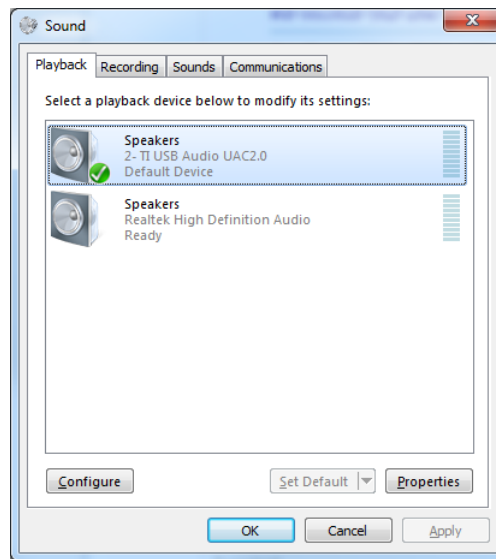 Sound
Playback
Recording
Sounds
Communications
Select a playback device below to modify its settings:
Speakers
2- TI USB Audio UAC2.0
Default Device
Speakers
Realtek High Definition Audio
Ready
Configure
Set Default
Properties
OK
Cancel
Apply